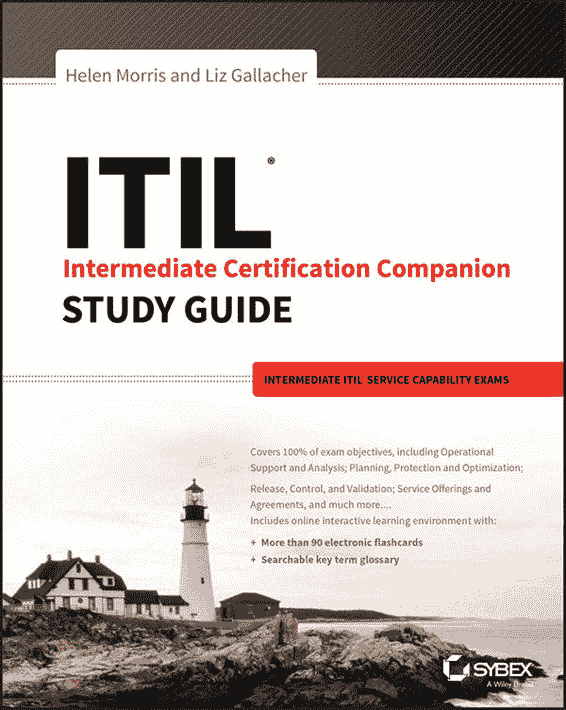 Helen Morris and Liz Gallacher
ITIL®
Intermediate Certification Companion
STUDY GUIDE
INTERMEDIATE ITIL SERVICE CAPABILITY EXAMS
Covers 100% of exam objectives, including Operational
Support and Analysis; Planning, Protection and Optimization;
Release, Control, and Validation; Service Offerings and
Agreements, and much more....
Includes online interactive learning environment with:
+ More than 90 electronic flashcards
+ Searchable key term glossary
SYBEX
A Wiley Brand